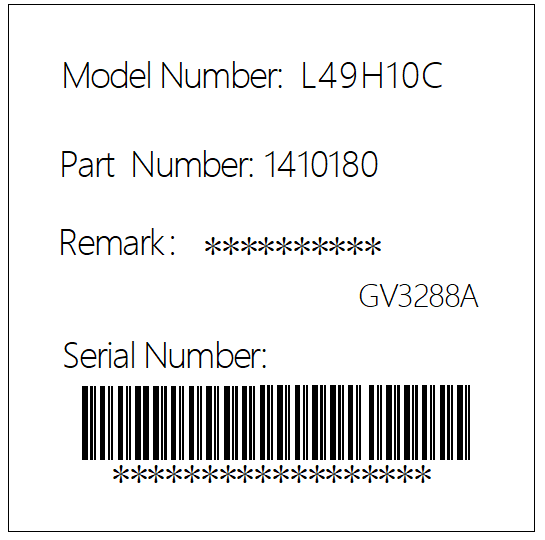 Model Number: L49H10C
Part Number: 1410180
Remark: **********
GV3288A
Serial Number:
******************